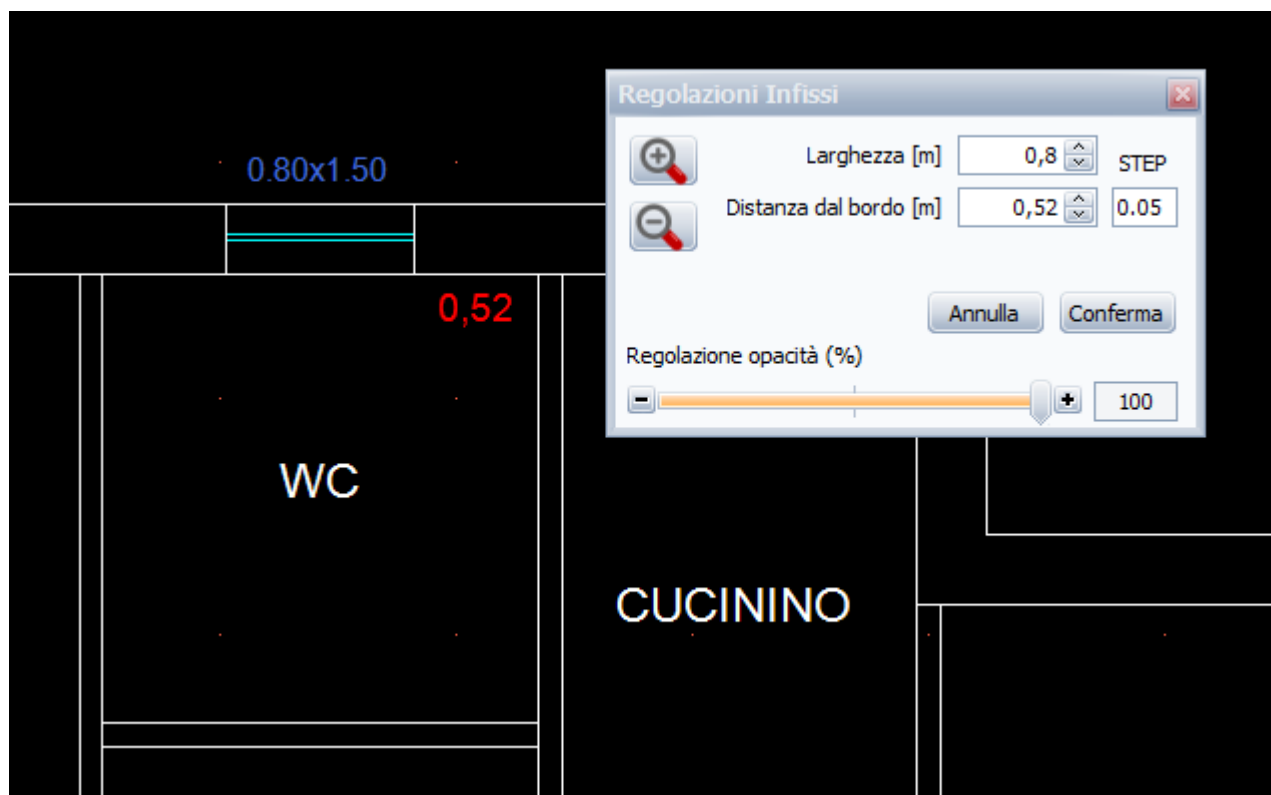 Regolazioni Infissi
Larghezza [m] 0,8 STEP
Distanza dal bordo [m] 0,52 0.05
Annulla Conferma
Regolazione opacità (%)
100
0.80x1.50
0,52
WC
CUCININO